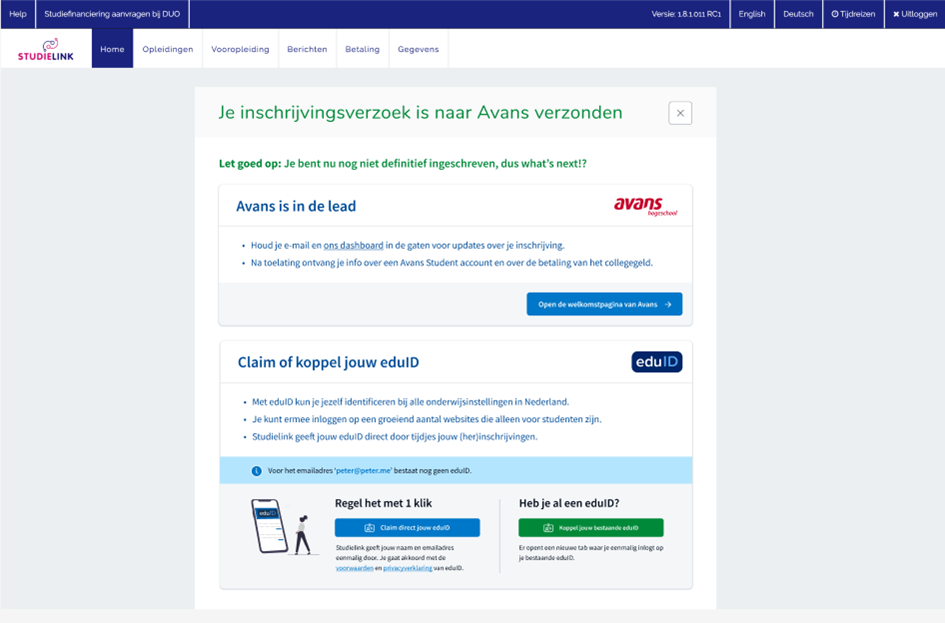 Help Studiefinanciering aanvragen bij DUO Versie: 1.8.1.011 RC1 English Deutsch Tijdreizen Uitloggen
STUDIELINK Home Opleidingen Vooropleiding Berichten Betaling Gegevens
Je inschrijvingsverzoek is naar Avans verzonden
Let goed op: Je bent nu nog niet definitief ingeschreven, dus what's next!?
Avans is in de lead
avans
hogeschool
• Houd je e-mail en ons dashboard in de gaten voor updates over je inschrijving.
• Na toelating ontvang je info over een Avans Student account en over de betaling van het collegegeld.
Open de welkomstpagina van Avans →
Claim of koppel jouw eduID
eduID
• Met eduID kun je jezelf identificeren bij alle onderwijsinstellingen in Nederland.
• Je kunt ermee inloggen op een groeiend aantal websites die alleen voor studenten zijn.
• Studielink geeft jouw eduID direct door tijdjes jouw (her)inschrijvingen.
Voor het emailadres 'peter@peter.me' bestaat nog geen eduID.
eduID
Regel het met 1 klik
Claim direct jouw eduID
Studielink geeft jouw naam en emailadres
eenmalig door. Je gaat akkoord met de
voorwaarden en privacyverklaring van eduID.
Heb je al een eduID?
Koppel jouw bestaande eduID
Er opent een nieuwe tab waar je eenmalig inlogt op
je bestaande eduID.